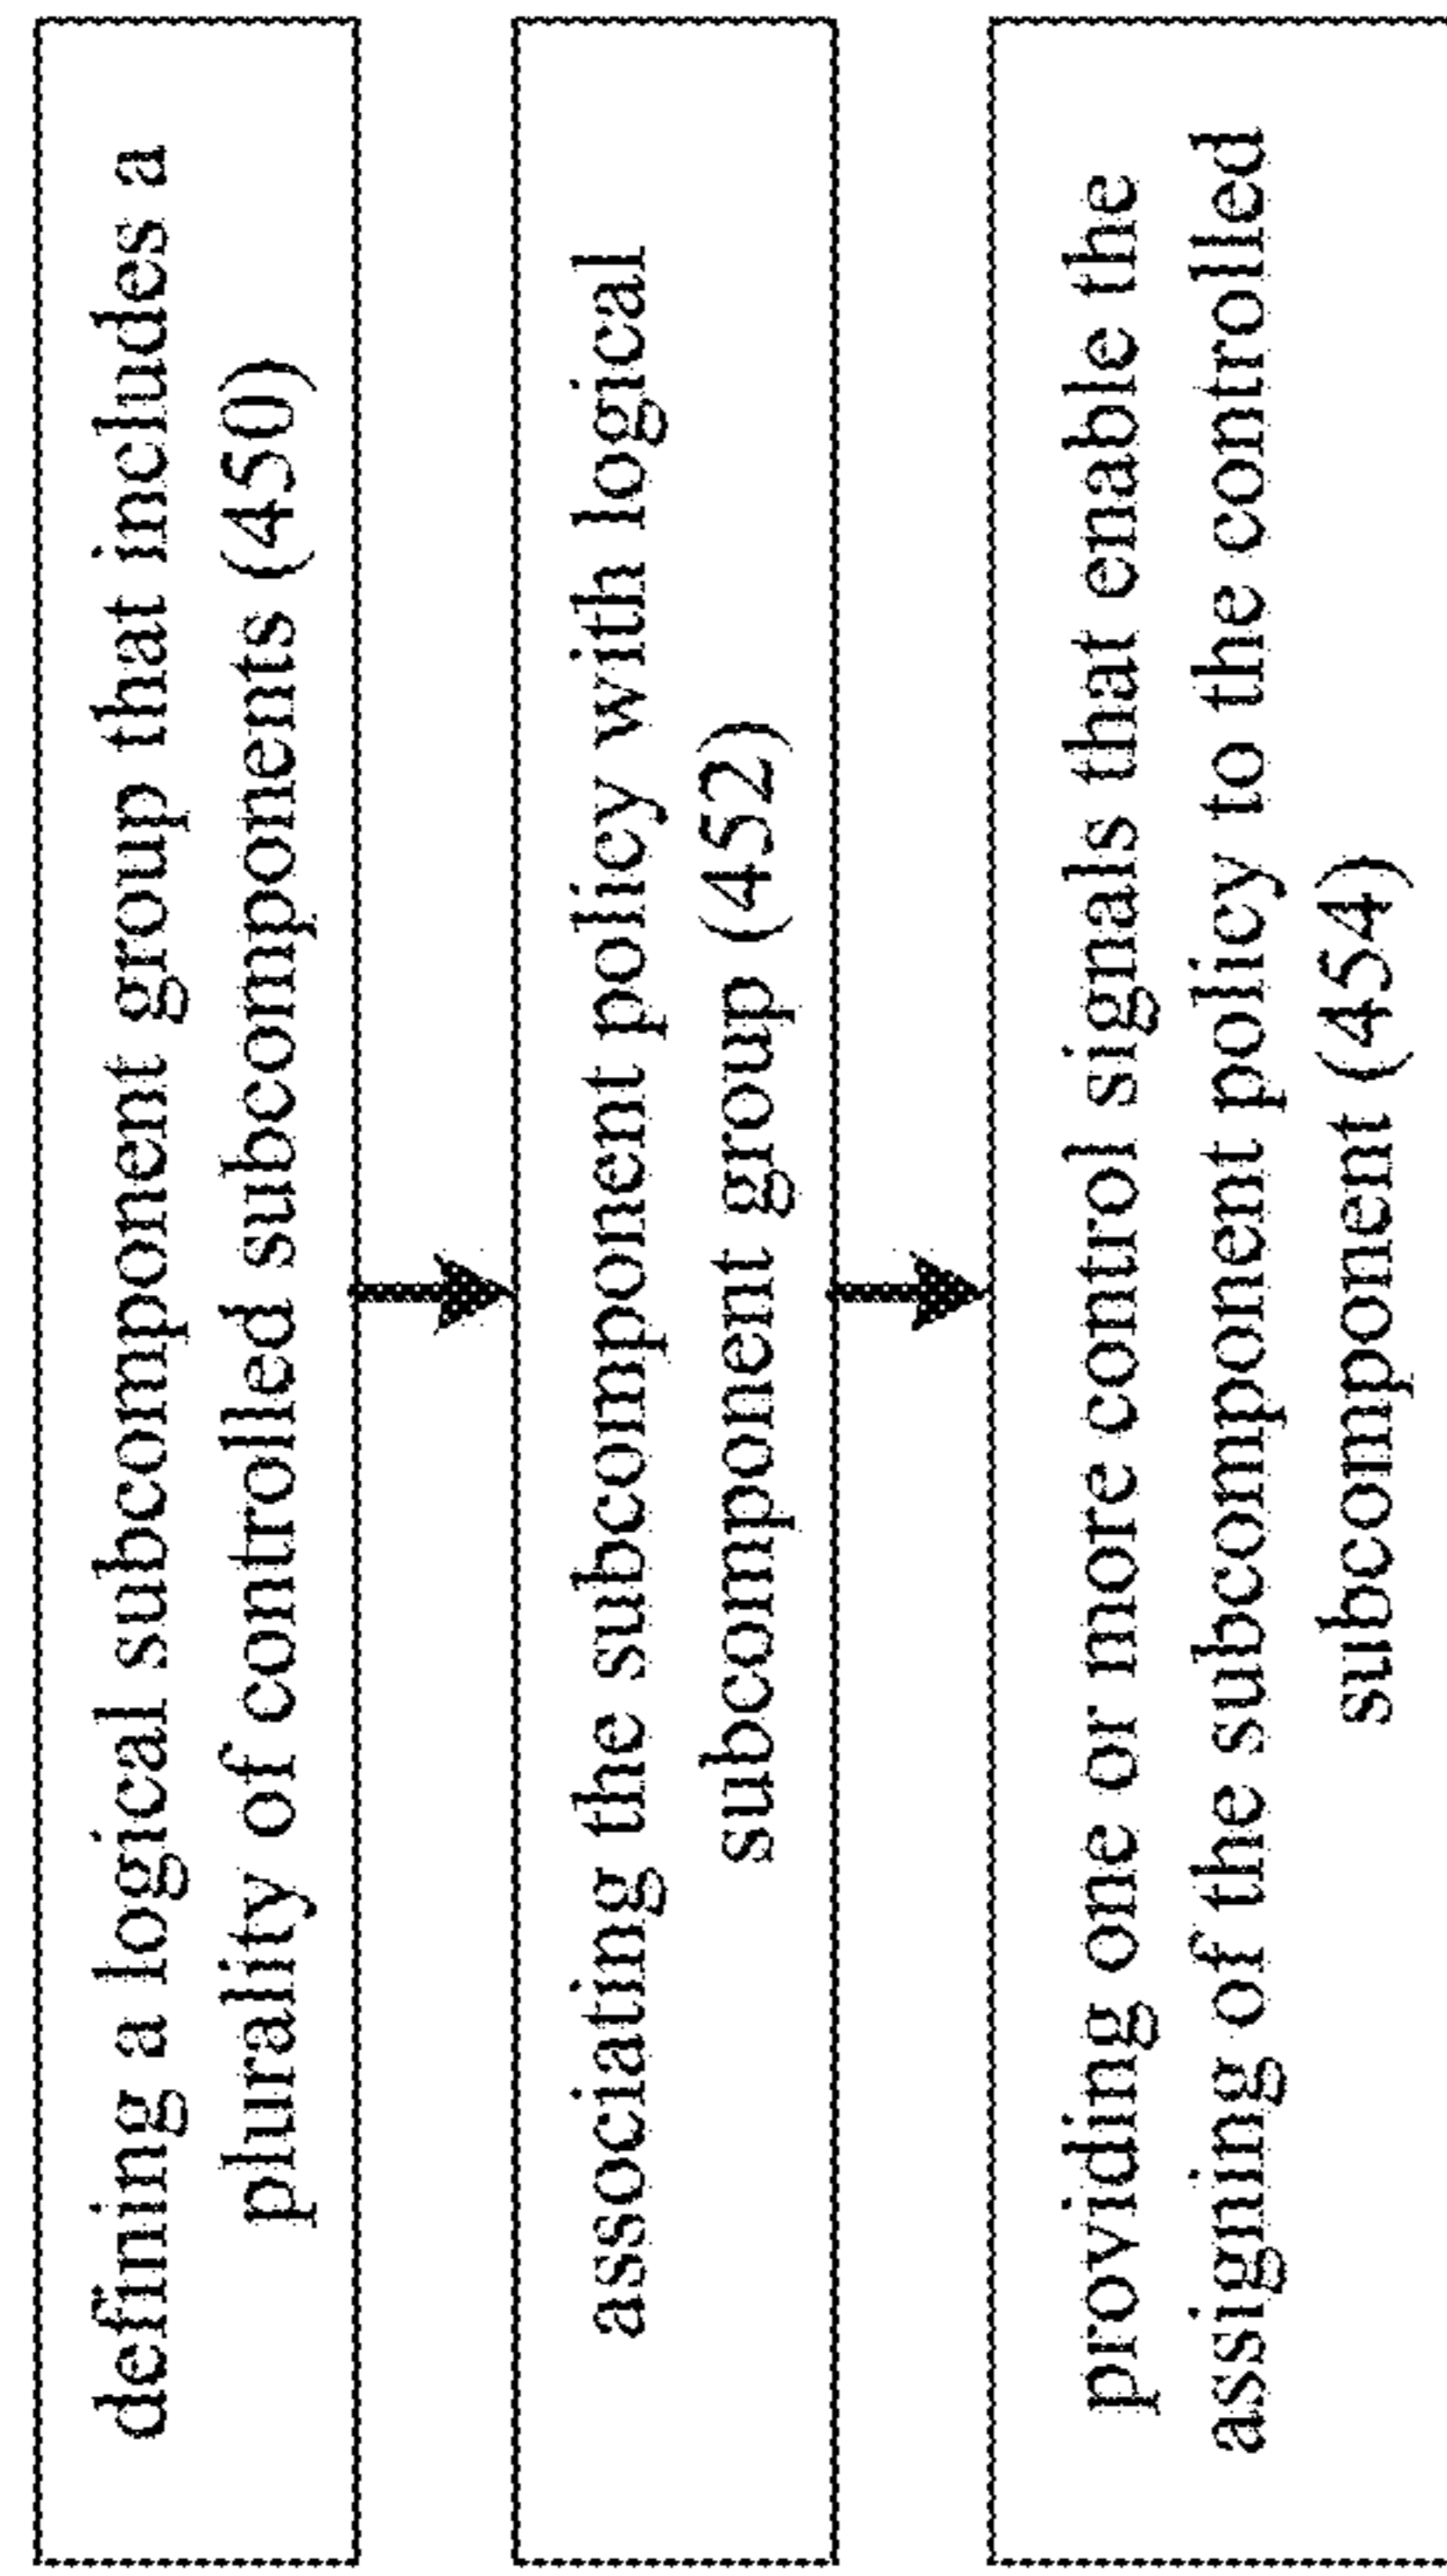 defining a logical subcomponent group that includes a
plurality of controlled subcomponents (450)
associating the subcomponent policy with logical
subcomponent group (452)
providing one or more control signals that enable the
assigning of the subcomponent policy to the controlled
subcomponent (454)